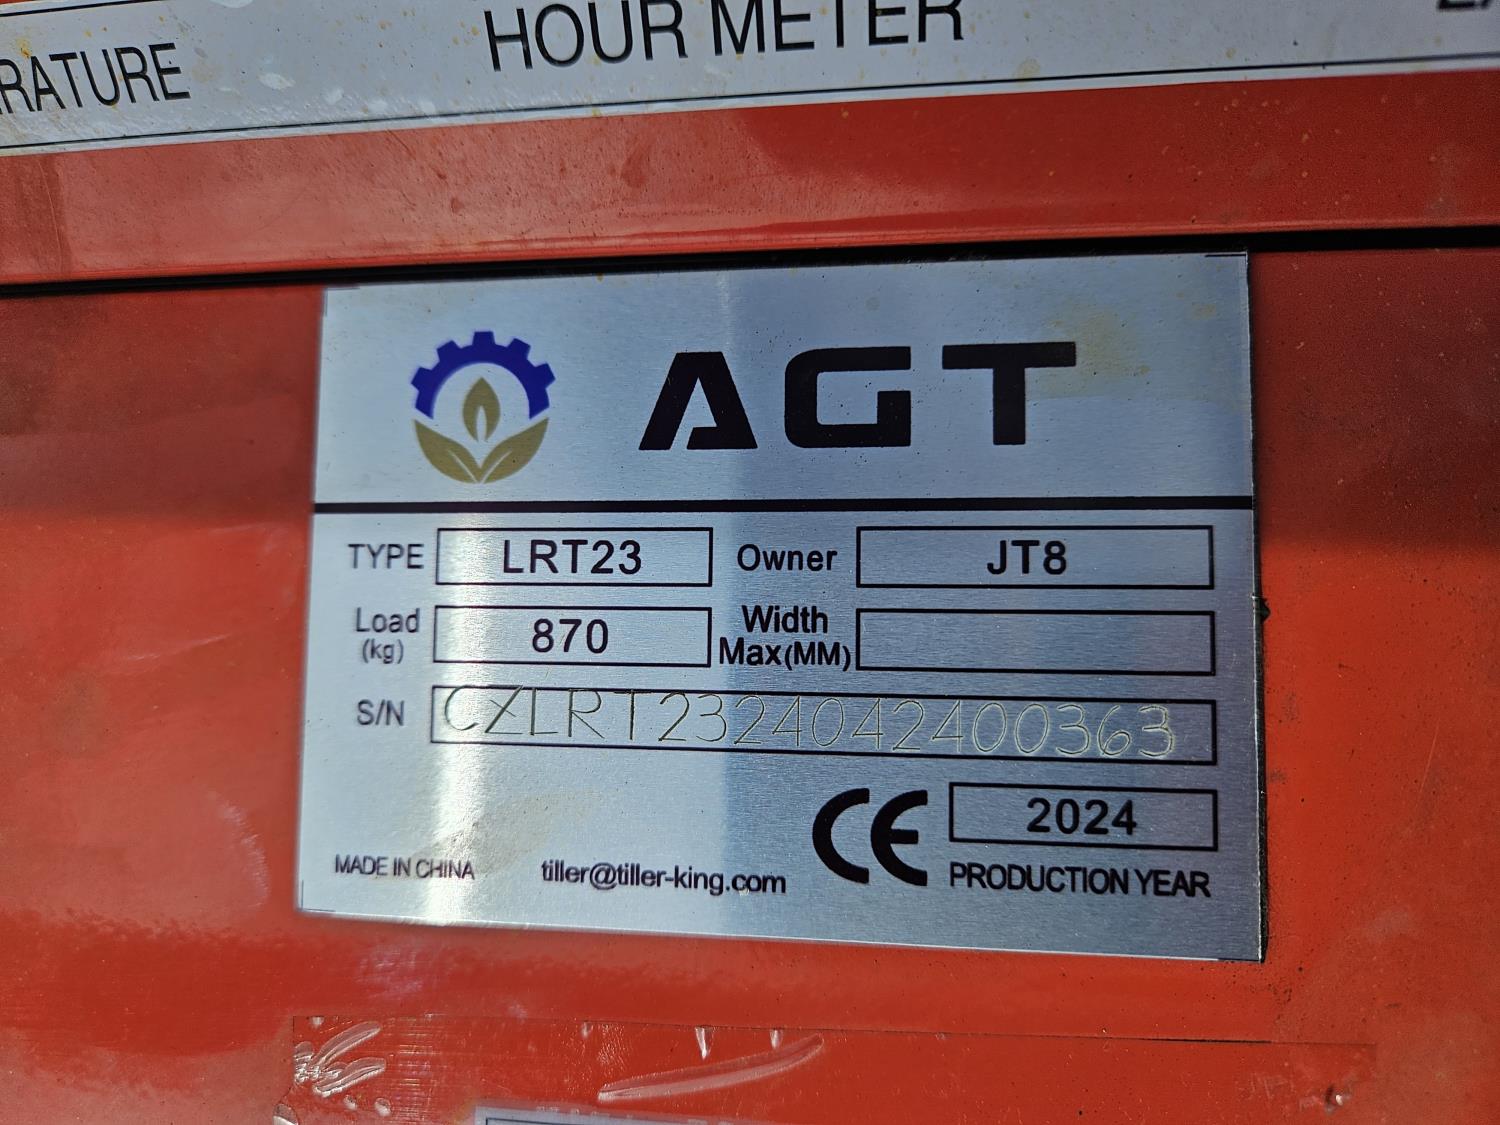 HOUR METER
AGT
TYPE LRT23 Owner JT8
Load (kg) 870 Width Max(MM)
S/N CZLRT2324042400363
CE 2024
MADE IN CHINA tiller@tiller-king.com PRODUCTION YEAR